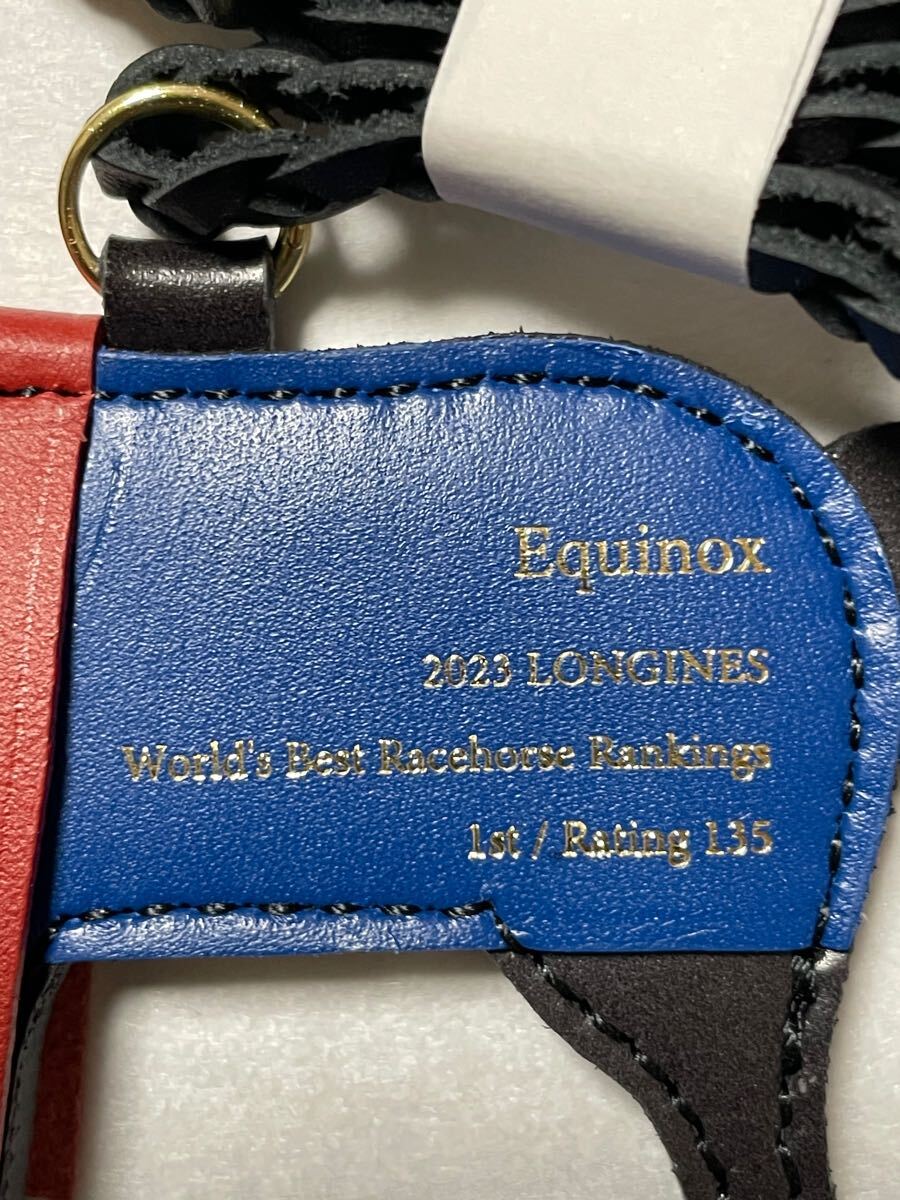 Equinox
2023 LONGINES
World's Best Racehorse Rankings
1st / Rating 135